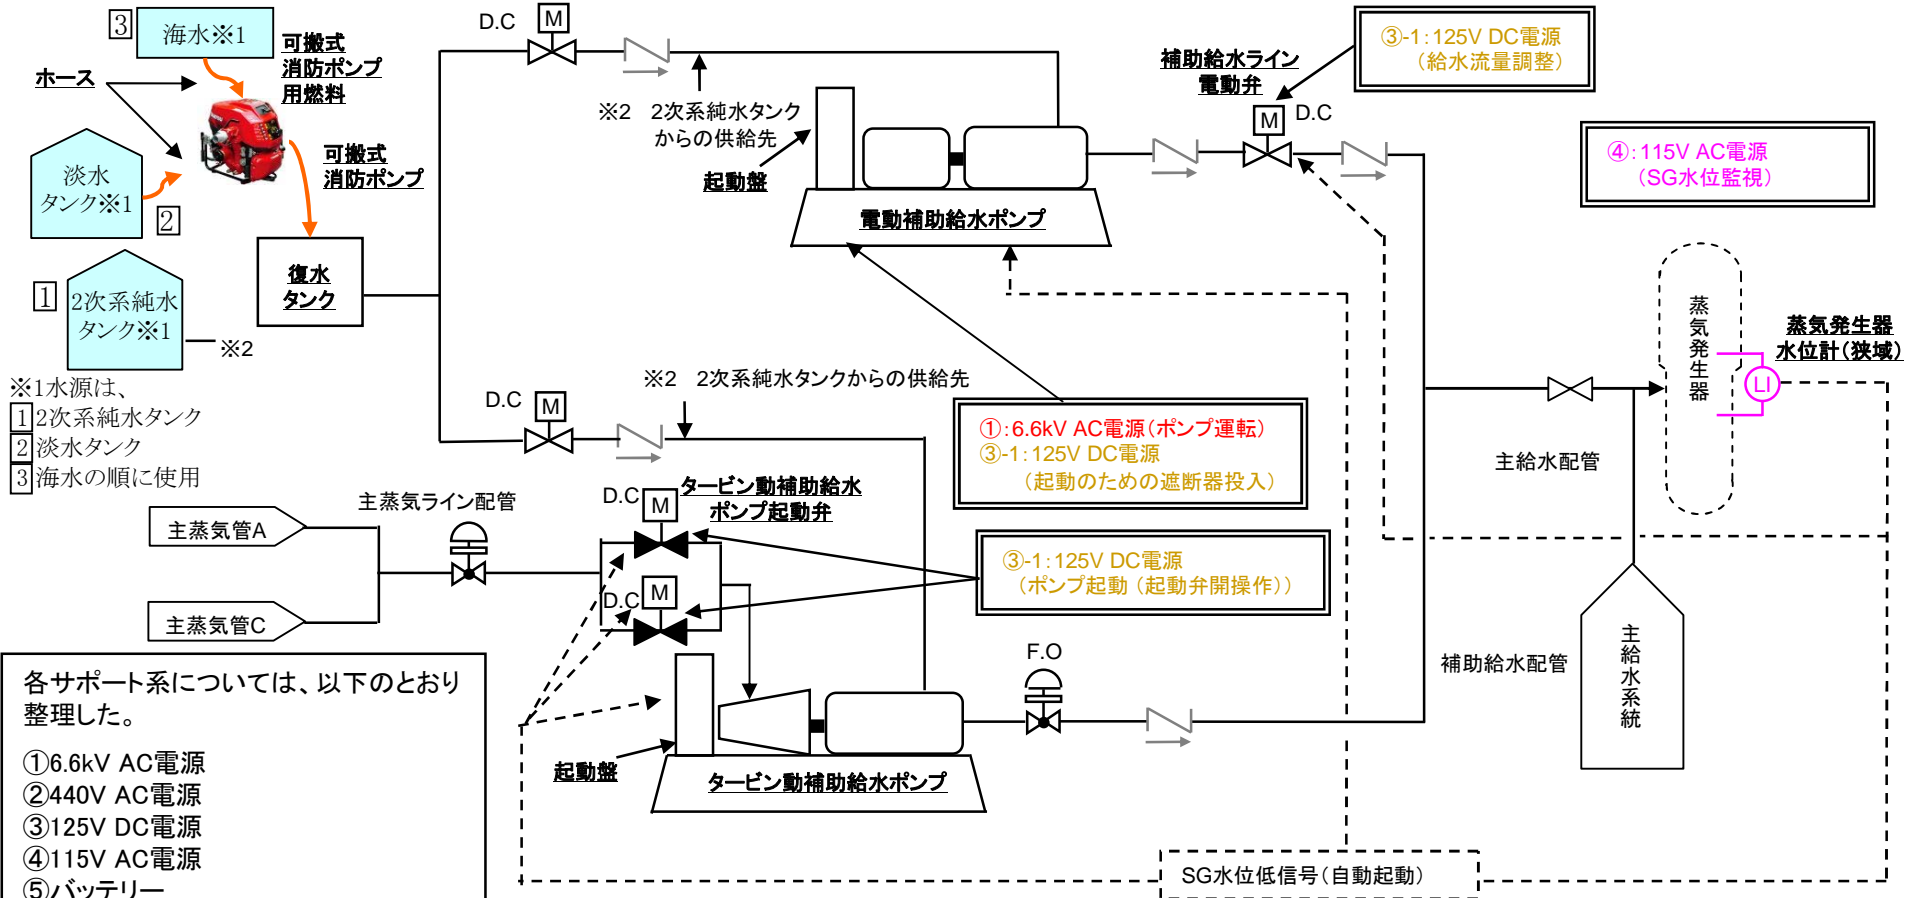 3
海水※1
可搬式
消防ポンプ
用燃料
ホース
淡水
タンク※1
2
可搬式
消防ポンプ
1
2次系純水
タンク※1
※2
復水
タンク
※1水源は、
1 2次系純水タンク
2 淡水タンク
3 海水の順に使用
D.C
M
※2 2次系純水タンク
からの供給先
起動盤
電動補助給水ポンプ
補助給水ライン
電動弁
M
D.C
③-1:125V DC電源
(給水流量調整)
④:115V AC電源
(SG水位監視)
蒸気発生器
蒸気発生器
水位計(狭域)
LI
※2 2次系純水タンクからの供給先
D.C
M
①:6.6kV AC電源(ポンプ運転)
③-1:125V DC電源
(起動のための遮断器投入)
主給水配管
主蒸気ライン配管
主蒸気管A
主蒸気管C
D.C
M
タービン動補助給水
ポンプ起動弁
D.C
M
③-1:125V DC電源
(ポンプ起動 (起動弁開操作))
F.O
補助給水配管
主給水系統
起動盤
タービン動補助給水ポンプ
SG水位低信号(自動起動)
各サポート系については、以下のとおり
整理した。
①6.6kV AC電源
②440V AC電源
③125V DC電源
④115V AC電源
⑤バッテリー